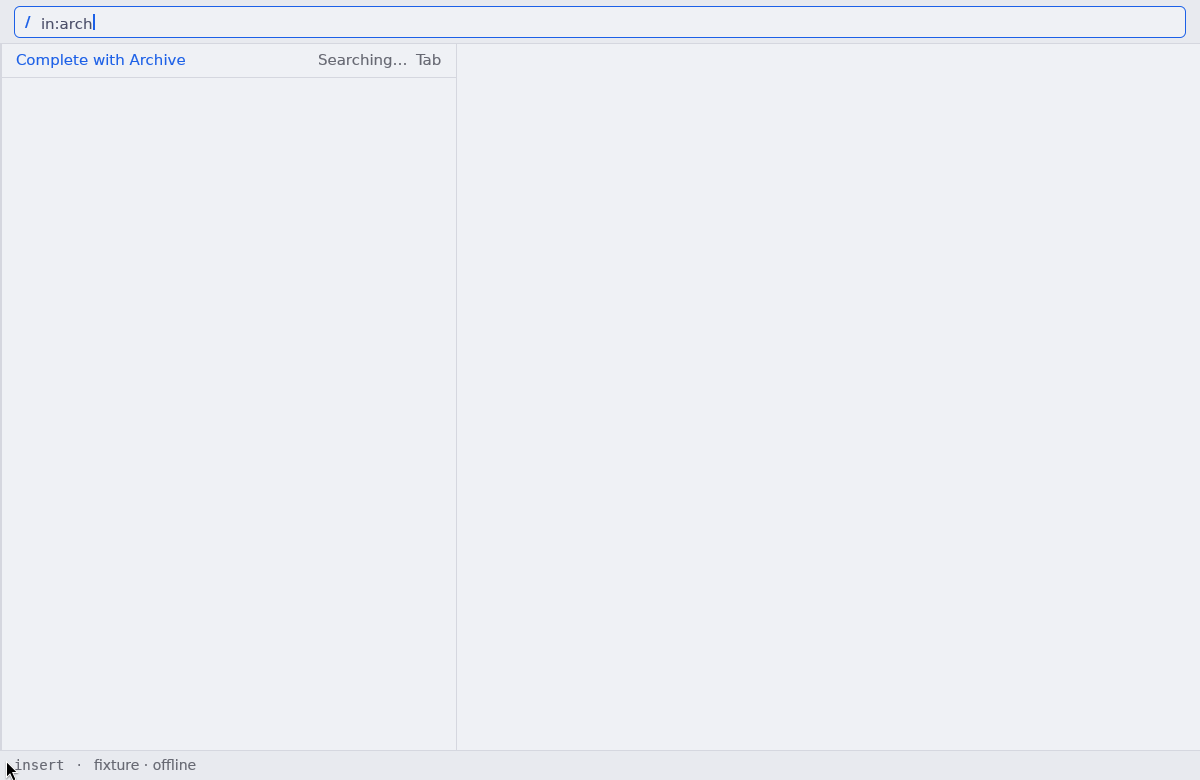 / in:arch
Complete with Archive Searching... Tab
insert · fixture · offline